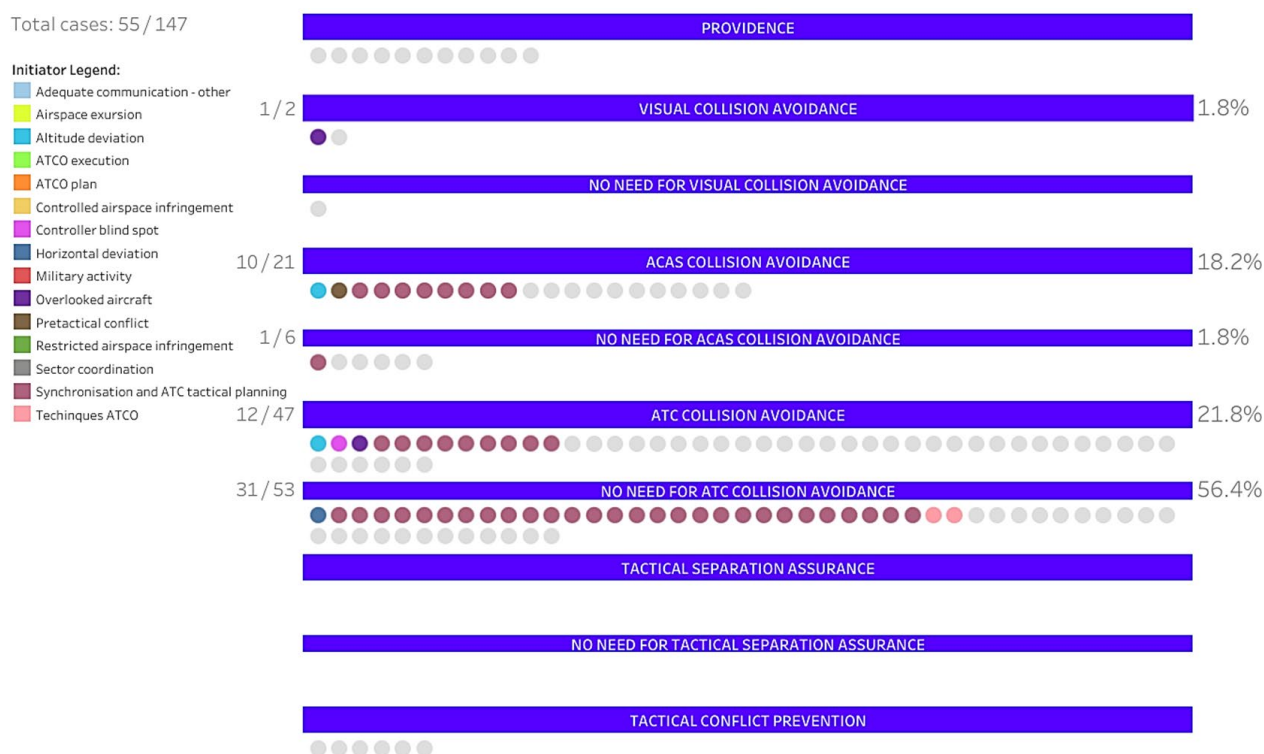 Total cases: 55 / 147
PROVIDENCE
Initiator Legend:
Adequate communication - other
Airspace exursion
1 / 2
VISUAL COLLISION AVOIDANCE
1.8%
Altitude deviation
ATCO execution
ATCO plan
NO NEED FOR VISUAL COLLISION AVOIDANCE
Controlled airspace infringement
Controller blind spot
Horizontal deviation
10 / 21
ACAS COLLISION AVOIDANCE
18.2%
Military activity
Overlooked aircraft
Pretactical conflict
1 / 6
NO NEED FOR ACAS COLLISION AVOIDANCE
1.8%
Restricted airspace infringement
Sector coordination
Synchronisation and ATC tactical planning
Techinques ATCO
12 / 47
ATC COLLISION AVOIDANCE
21.8%
31 / 53
NO NEED FOR ATC COLLISION AVOIDANCE
56.4%
TACTICAL SEPARATION ASSURANCE
NO NEED FOR TACTICAL SEPARATION ASSURANCE
TACTICAL CONFLICT PREVENTION